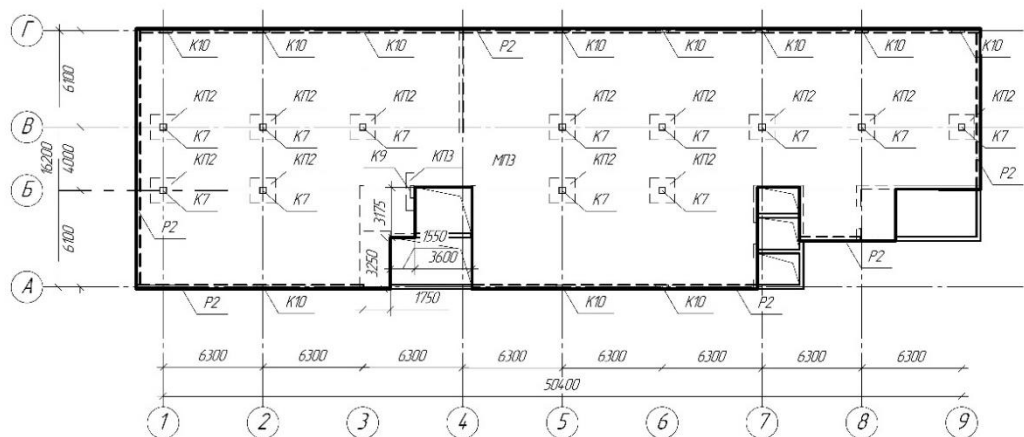 Г
К10 К10 К10 Р2 К10 К10 К10 К10 К10
6100
КП2 КП2 КП2 КП2 КП2 КП2 КП2 КП2
В
К7 К7 К7 К7 К7 К7 К7 К7
16200
4000
К9 КП3 МП3
КП2 КП2 КП2 КП2
Р2
Б
К7 К7 К7 К7
3175
Р2
1550
6100
3250
3600
Р2
А
Р2 К10 1750 К10 К10 Р2
6300 6300 6300 6300 6300 6300 6300 6300
50400
1 2 3 4 5 6 7 8 9